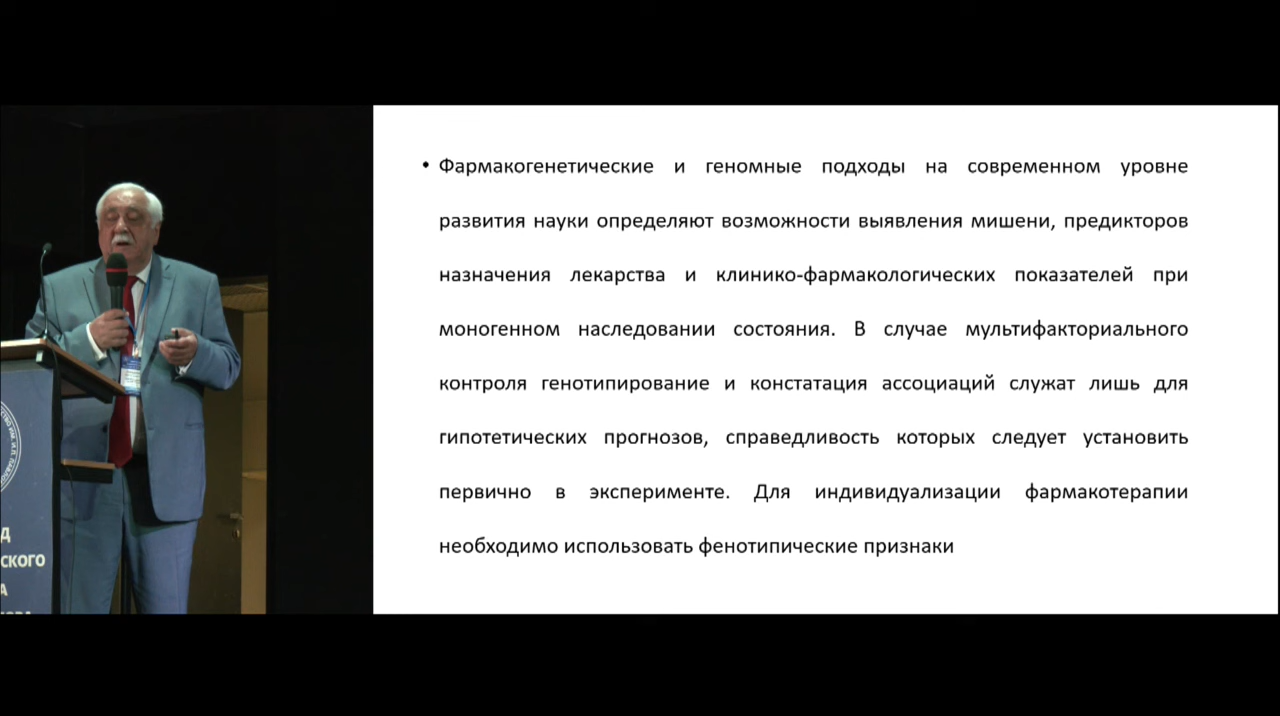 • Фармакогенетические и геномные подходы на современном уровне
развития науки определяют возможности выявления мишени, предикторов
назначения лекарства и клинико-фармакологических показателей при
моногенном наследовании состояния. В случае мультифакториального
контроля генотипирование и констатация ассоциаций служат лишь для
гипотетических прогнозов, справедливость которых следует установить
первично в эксперименте. Для индивидуализации фармакотерапии
необходимо использовать фенотипические признаки
СКОГО